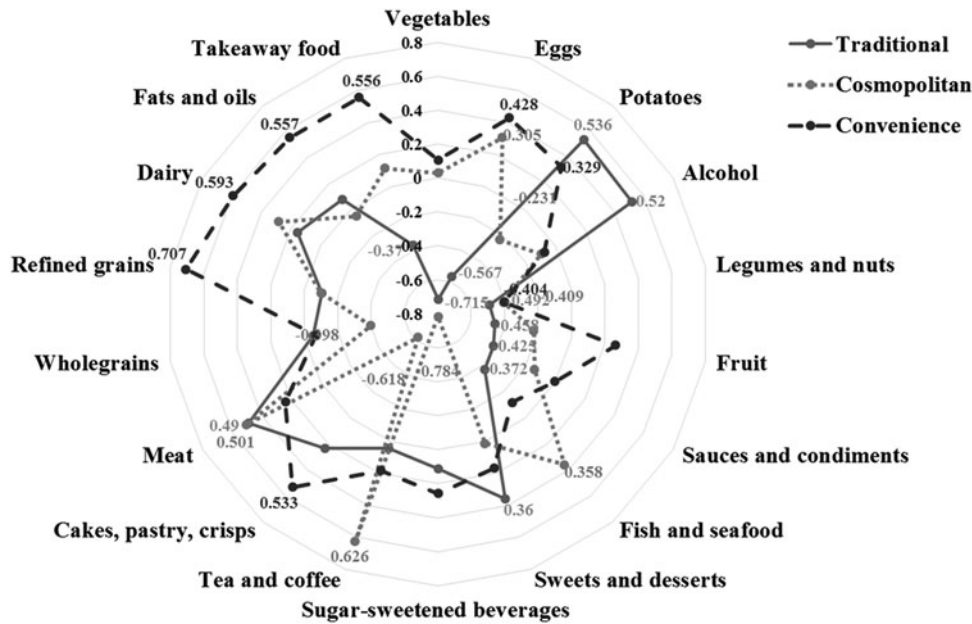 Vegetables
Takeaway food
Eggs
Fats and oils
Potatoes
Dairy
Alcohol
Refined grains
Legumes and nuts
Wholegrains
Fruit
Meat
Sauces and condiments
Cakes, pastry, crisps
Fish and seafood
Tea and coffee
Sweets and desserts
Sugar-sweetened beverages
Traditional
Cosmopolitan
Convenience
0.8
0.6
0.4
0.2
0
-0.2
-0.4
-0.6
-0.8
0.556
0.428
0.305
0.536
0.557
0.329
0.593
-0.231
0.52
-0.37
0.707
-0.567
-0.404
-0.409
-0.492
-0.715
0.458
-0.098
0.425
0.372
-0.618
0.784
0.49
0.501
0.358
0.533
0.36
0.626